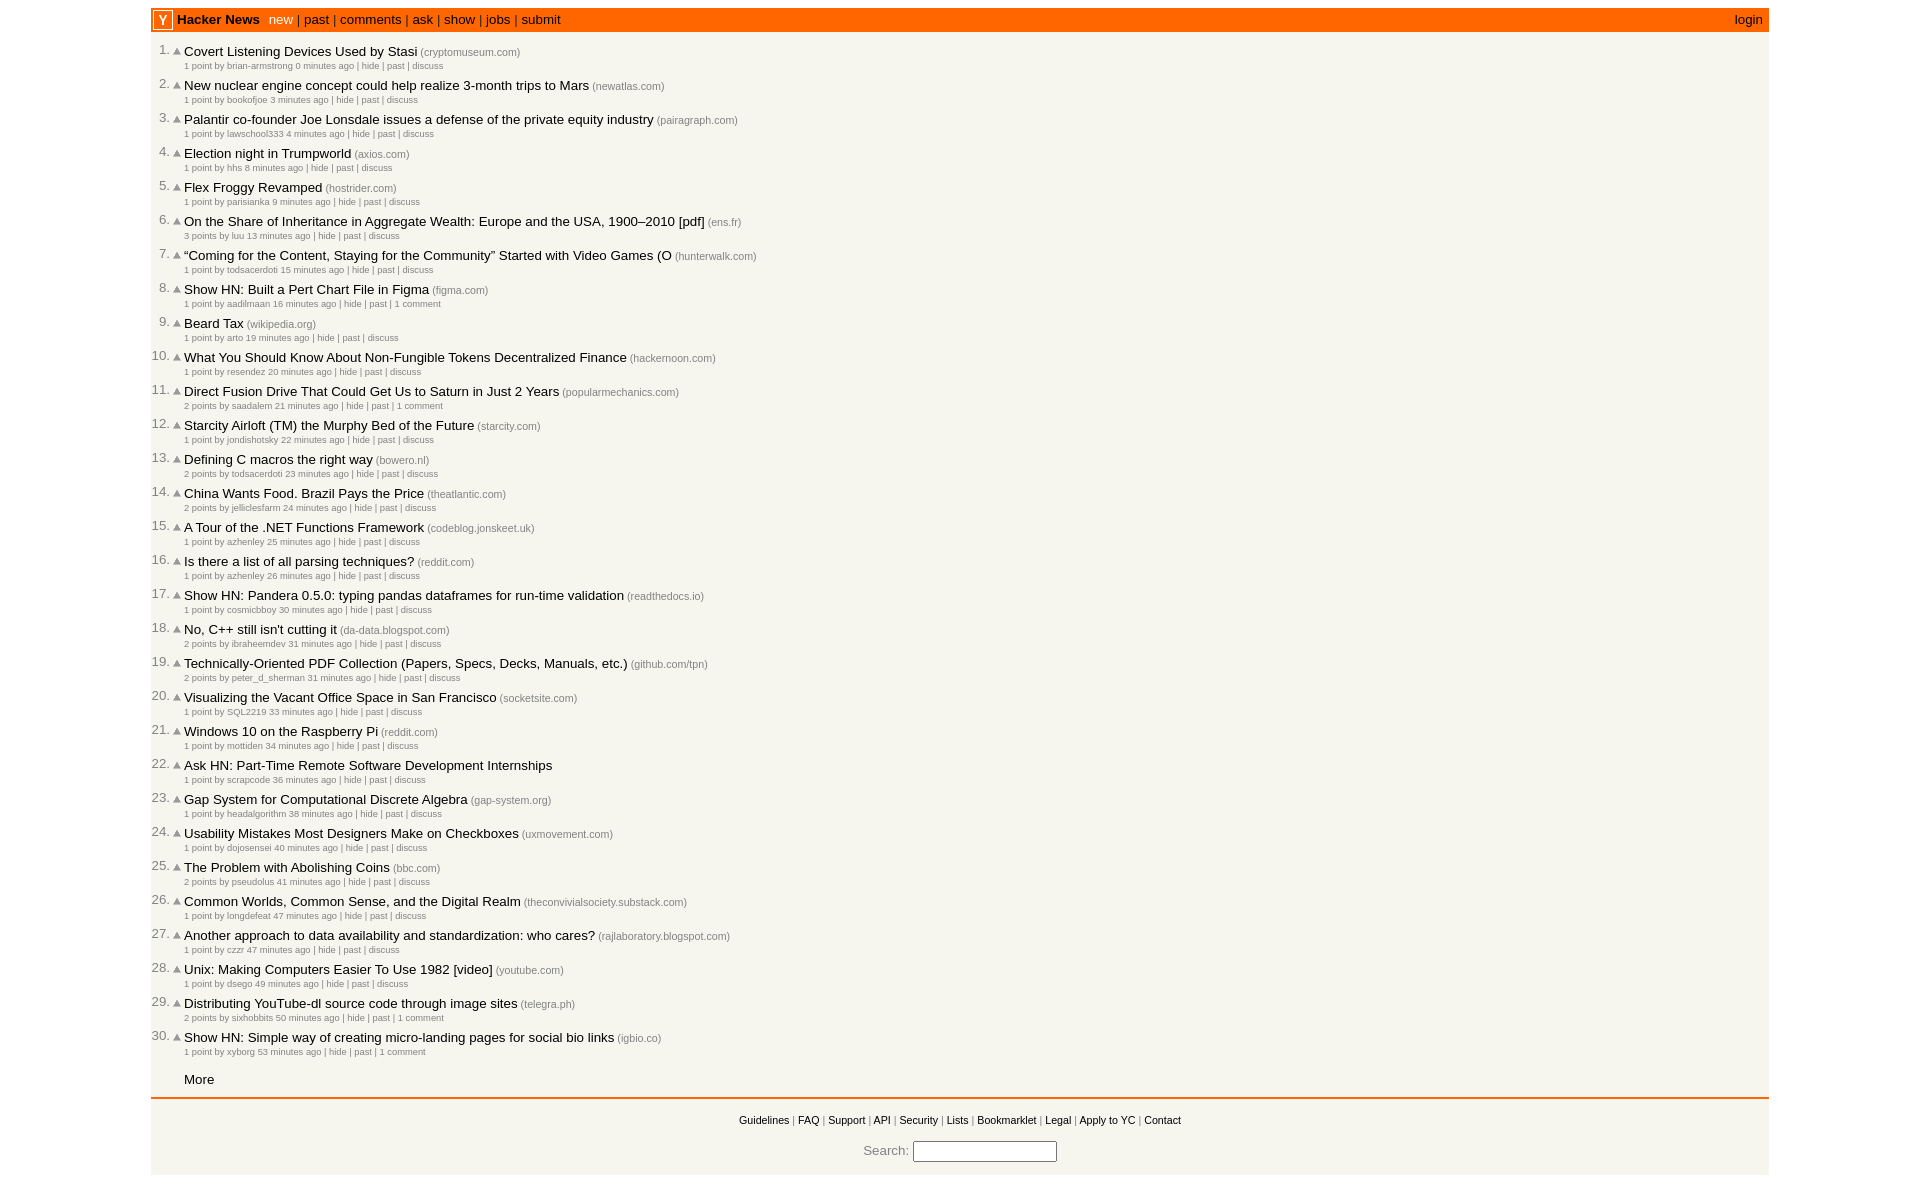 Y Hacker News new | past | comments | ask | show | jobs | submit login
1. Covert Listening Devices Used by Stasi (cryptomuseum.com)
1 point by brian-armstrong 0 minutes ago | hide | past | discuss
2. New nuclear engine concept could help realize 3-month trips to Mars (newatlas.com)
1 point by bookofjoe 3 minutes ago | hide | past | discuss
3. Palantir co-founder Joe Lonsdale issues a defense of the private equity industry (pairagraph.com)
1 point by lawschool333 4 minutes ago | hide | past | discuss
4. Election night in Trumpworld (axios.com)
1 point by hhs 8 minutes ago | hide | past | discuss
5. Flex Froggy Revamped (hostrider.com)
1 point by parisianka 9 minutes ago | hide | past | discuss
6. On the Share of Inheritance in Aggregate Wealth: Europe and the USA, 1900–2010 [pdf] (ens.fr)
3 points by luu 13 minutes ago | hide | past | discuss
7. “Coming for the Content, Staying for the Community” Started with Video Games (O (hunterwalk.com)
1 point by todsacerdoti 15 minutes ago | hide | past | discuss
8. Show HN: Built a Pert Chart File in Figma (figma.com)
1 point by aadilmaan 16 minutes ago | hide | past | 1 comment
9. Beard Tax (wikipedia.org)
1 point by arto 19 minutes ago | hide | past | discuss
10. What You Should Know About Non-Fungible Tokens Decentralized Finance (hackernoon.com)
1 point by resendez 20 minutes ago | hide | past | discuss
11. Direct Fusion Drive That Could Get Us to Saturn in Just 2 Years (popularmechanics.com)
2 points by saadalem 21 minutes ago | hide | past | 1 comment
12. Starcity Airloft (TM) the Murphy Bed of the Future (starcity.com)
1 point by jondishotsky 22 minutes ago | hide | past | discuss
13. Defining C macros the right way (bowero.nl)
2 points by todsacerdoti 23 minutes ago | hide | past | discuss
14. China Wants Food. Brazil Pays the Price (theatlantic.com)
2 points by jelliclesfarm 24 minutes ago | hide | past | discuss
15. A Tour of the .NET Functions Framework (codeblog.jonskeet.uk)
1 point by azhenley 25 minutes ago | hide | past | discuss
16. Is there a list of all parsing techniques? (reddit.com)
1 point by azhenley 26 minutes ago | hide | past | discuss
17. Show HN: Pandera 0.5.0: typing pandas dataframes for run-time validation (readthedocs.io)
1 point by cosmicbboy 30 minutes ago | hide | past | discuss
18. No, C++ still isn't cutting it (da-data.blogspot.com)
2 points by ibraheemdev 31 minutes ago | hide | past | discuss
19. Technically-Oriented PDF Collection (Papers, Specs, Decks, Manuals, etc.) (github.com/tpn)
2 points by peter_d_sherman 31 minutes ago | hide | past | discuss
20. Visualizing the Vacant Office Space in San Francisco (socketsite.com)
1 point by SQL2219 33 minutes ago | hide | past | discuss
21. Windows 10 on the Raspberry Pi (reddit.com)
1 point by mottiden 34 minutes ago | hide | past | discuss
22. Ask HN: Part-Time Remote Software Development Internships
1 point by scrapcode 36 minutes ago | hide | past | discuss
23. Gap System for Computational Discrete Algebra (gap-system.org)
1 point by headalgorithm 38 minutes ago | hide | past | discuss
24. Usability Mistakes Most Designers Make on Checkboxes (uxmovement.com)
1 point by dojosensei 40 minutes ago | hide | past | discuss
25. The Problem with Abolishing Coins (bbc.com)
2 points by pseudolus 41 minutes ago | hide | past | discuss
26. Common Worlds, Common Sense, and the Digital Realm (theconvivialsociety.substack.com)
1 point by longdefeat 47 minutes ago | hide | past | discuss
27. Another approach to data availability and standardization: who cares? (rajlaboratory.blogspot.com)
1 point by czzr 47 minutes ago | hide | past | discuss
28. Unix: Making Computers Easier To Use 1982 [video] (youtube.com)
1 point by dsego 49 minutes ago | hide | past | discuss
29. Distributing YouTube-dl source code through image sites (telegra.ph)
2 points by sixhobbits 50 minutes ago | hide | past | 1 comment
30. Show HN: Simple way of creating micro-landing pages for social bio links (igbio.co)
1 point by xyborg 53 minutes ago | hide | past | 1 comment
More
Guidelines | FAQ | Support | API | Security | Lists | Bookmarklet | Legal | Apply to YC | Contact
Search: